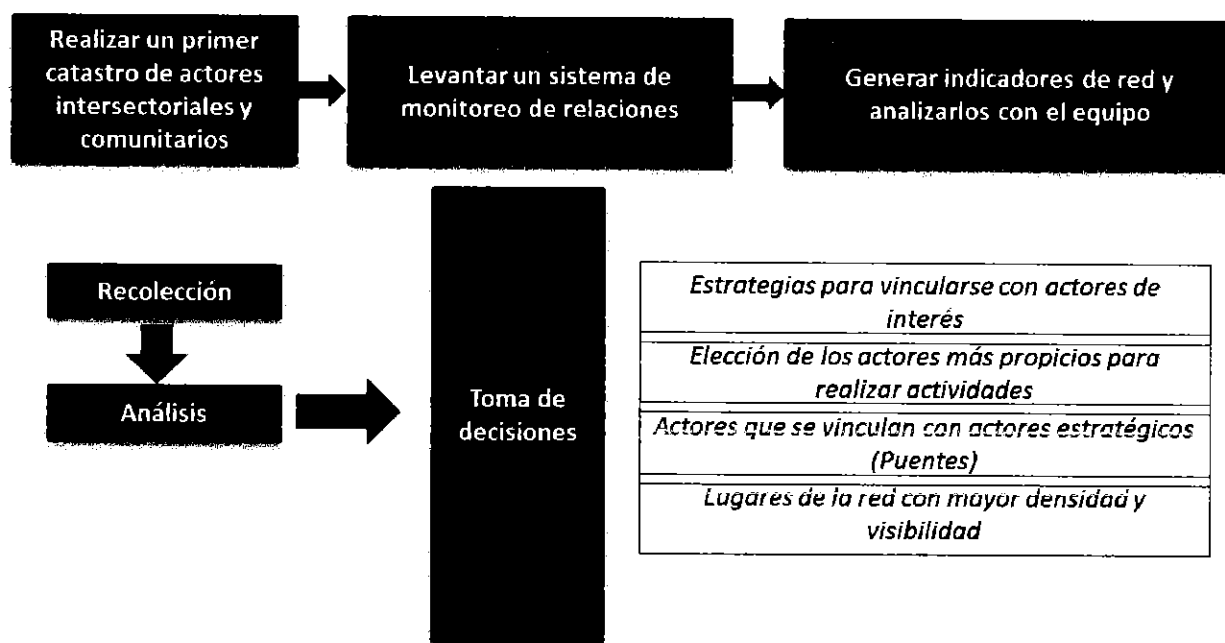 Realizar un primer
catastro de actores
intersectoriales y
comunitarios
Levantar un sistema de
monitoreo de relaciones
Generar indicadores de red y
analizarlos con el equipo
Recolección
Análisis
Toma de
decisiones
Estrategias para vincularse con actores de
interés
Elección de los actores más propicios para
realizar actividades
Actores que se vinculan con actores estratégicos
(Puentes)
Lugares de la red con mayor densidad y
visibilidad